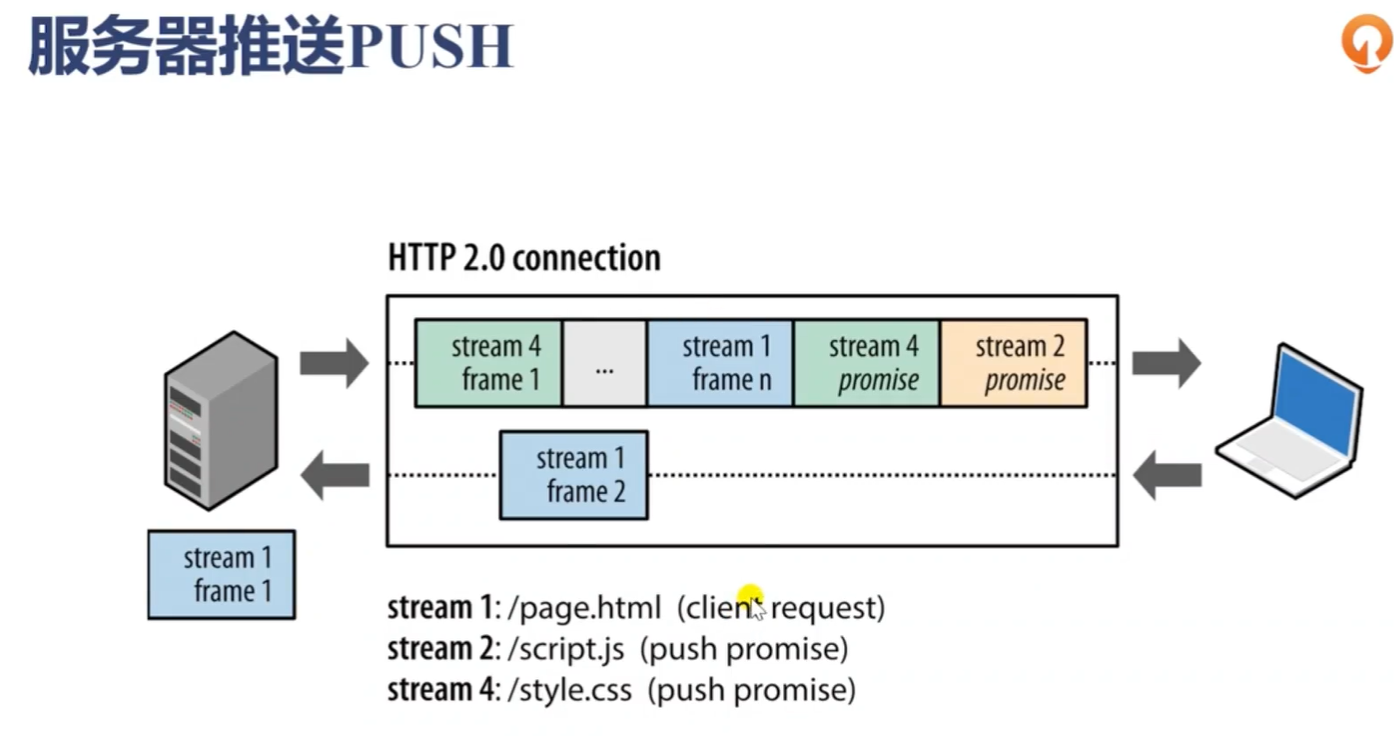 服务器推送PUSH
HTTP 2.0 connection
stream 4
frame 1
...
stream 1
frame n
stream 4
promise
stream 2
promise
stream 1
frame 2
stream 1
frame 1
stream 1: /page.html (client request)
stream 2: /script.js (push promise)
stream 4: /style.css (push promise)